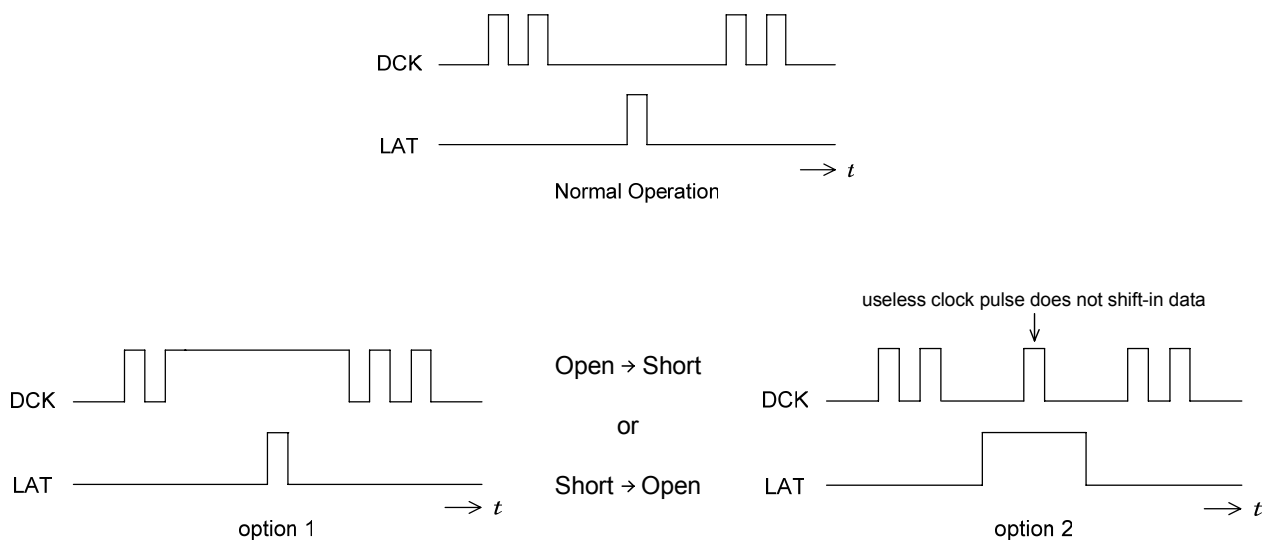 DCK
LAT
t
Normal Operation
useless clock pulse does not shift-in data
DCK
LAT
t
option 1
Open → Short
or
Short → Open
DCK
LAT
t
option 2